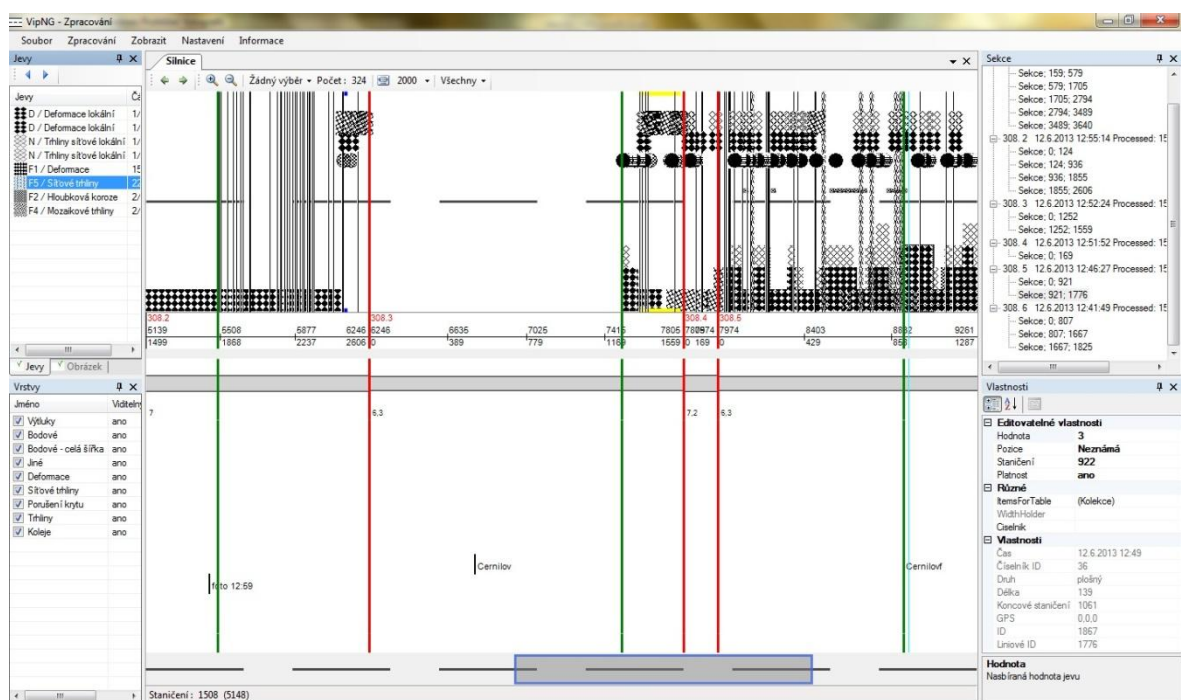 VipNG - Zpracování
Soubor Zpracování Zobrazit Nastavení Informace
Jevy
Jevy
D / Deformace lokální 1/
D / Deformace lokální 1/
N / Trhliny síťové lokální 1/
N / Trhliny síťové lokální 1/
F1 / Deformace 15
F5 / Síťové trhliny 22
F2 / Hloubková koroze 2/
F4 / Mozaikové trhliny 2/
Jevy Obrázek
Vrstvy
Jméno Viditelný
Výtluky ano
Bodové ano
Bodové - celá šířka ano
Jiné ano
Deformace ano
Síťové trhliny ano
Porušení krytu ano
Trhliny ano
Koleje ano
Silnice
Žádný výběr Počet : 324 2000 Všechny
308.2 308.3 308.4 308.5
5139 5508 5877 6246 6246 6635 7025 7415 7805 7974 7974 8403 8832 9261
1499 1868 2237 2606 0 389 779 1169 1559 0 169 0 429 858 1287
7 6,3 7,2 6,3
Cernilov
Cernilovf
foto 12:59
Staničení : 1508 (5148)
Sekce
Sekce; 159; 579
Sekce; 579; 1705
Sekce; 1705; 2794
Sekce; 2794; 3489
Sekce; 3489; 3640
308. 2 12.6.2013 12:55:14 Processed: 15
Sekce; 0; 124
Sekce; 124; 936
Sekce; 936; 1855
Sekce; 1855; 2606
308. 3 12.6.2013 12:52:24 Processed: 15
Sekce; 0; 1252
Sekce; 1252; 1559
308. 4 12.6.2013 12:51:52 Processed: 15
Sekce; 0; 169
308. 5 12.6.2013 12:46:27 Processed: 15
Sekce; 0; 921
Sekce; 921; 1776
308. 6 12.6.2013 12:41:49 Processed: 15
Sekce; 0; 807
Sekce; 807; 1667
Sekce; 1667; 1825
Vlastnosti
Editovatelné vlastnosti
Hodnota 3
Pozice Neznámá
Staničení 922
Platnost ano
Různé
ItemsForTable (Kolekce)
WidthHolder
Ciselnik
Vlastnosti
Čas 12.6.2013 12:49
Číselník ID 36
Druh plošný
Délka 139
Koncové staničení 1061
GPS 0,0,0
ID 1867
Liniové ID 1776
Hodnota
Nasbíraná hodnota jevu